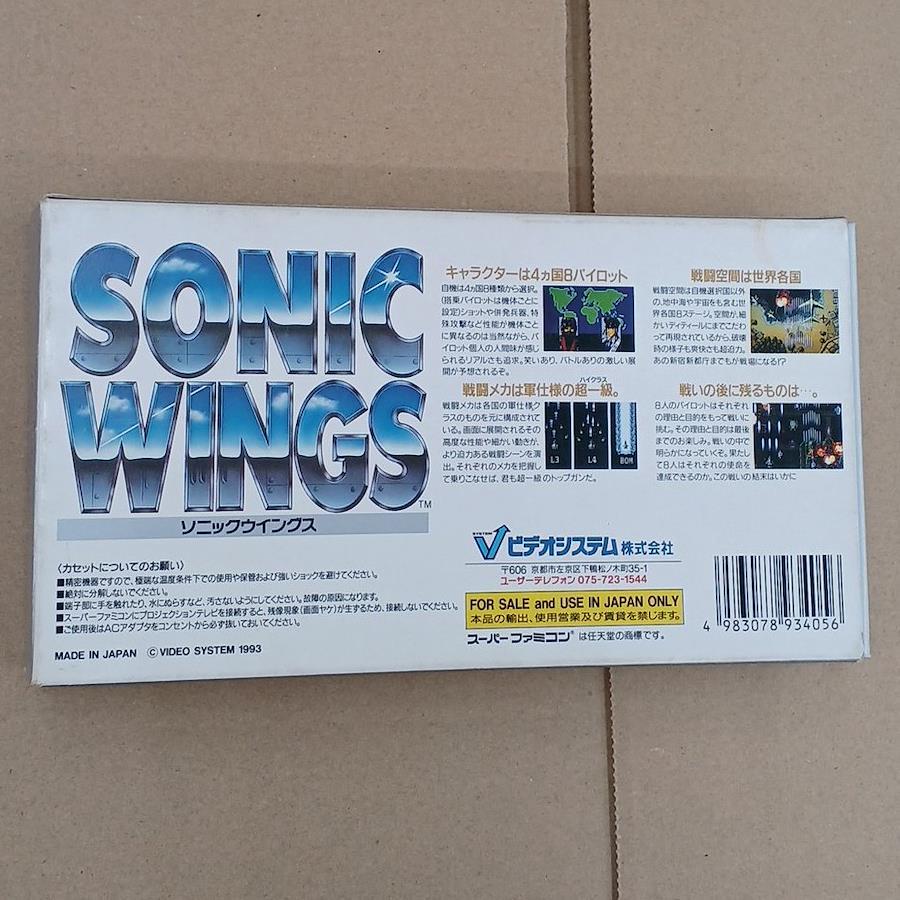 SONIC
WINGS
TM
ソニックウイングス
〈カセットについてのお願い〉
■精密機器ですので、極端な温度条件下での使用や保管および強いショックを避けてください。
■絶対に分解しないでください。
■端子部に手を触れたり、水にぬらすなど、汚さないようにしてください。故障の原因になります。
■スーパーファミコンにプロジェクションテレビを接続すると、残像現象(画面ヤケ)が生ずるため、接続しないでください。
■ご使用後はACアダプタをコンセントから必ず抜いておいてください。
MADE IN JAPAN ©VIDEO SYSTEM 1993
キャラクターは4ヵ国8パイロット
自機は4ヵ国8種類から選択。
(搭乗パイロットは機体ごとに
設定)ショットや併発兵器、特
殊攻撃など性能が機体ごと
に異なるのは当然ながら、パ
イロット個人の人間味が感じ
られるリアルさも追求。笑いあり、バトルありの激しい展
開が予想されるぞ。
戦闘空間は世界各国
戦闘空間は自機選択国以外
の、地中海や宇宙をも含む世
界各国8ステージ。空間が、細
かいディティールにまでこだわ
って再現されているから、破壊
時の様子も爽快さも超迫力。
あの新宿新都庁までもが戦場になる!?
ハイクラス
戦闘メカは軍仕様の超一級。
戦闘メカは各国の軍仕様ク
ラスのものを元に構成されて
いる。画面に展開されるその
高度な性能や細かい動きが、
より迫力ある戦闘シーンを演
出。それぞれのメカを把握し
て乗りこなせば、君も超一級のトップガンだ。
L3
L4
BOM
戦いの後に残るものは…。
8人のパイロットはそれぞれ
の理由と目的をもって戦いに
挑む。その理由と目的は最後
までのお楽しみ。戦いの中で
明らかになっていくぞ。果たし
て8人はそれぞれの使命を
達成できるのか。この戦いの結末はいかに
SYSTEM
V ビデオシステム 株式会社
〒606 京都市左京区下鴨松ノ木町35-1
ユーザーテレフォン 075-723-1544
FOR SALE and USE IN JAPAN ONLY
本品の輸出、使用営業及び賃貸を禁じます。
スーパーファミコン® は任天堂の商標です。
4 983078 934056